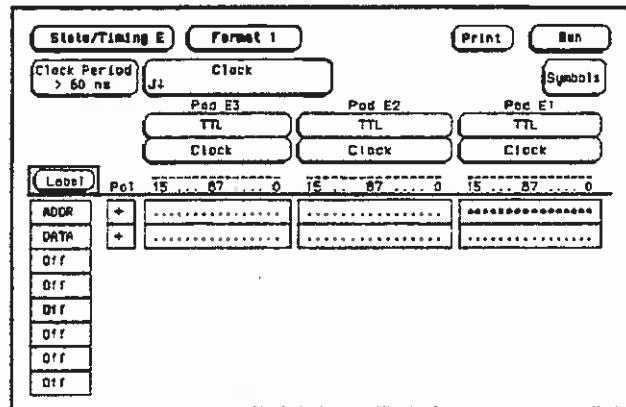 State/Timing E Format 1 Print Run
Clock Period Clock Symbols
> 60 ns
Pod E3 Pod E2 Pod E1
TTL TTL TTL
Clock Clock Clock
Label Pol 15 ... 87 .... 0 15 ... 87 .... 0 15 ... 87 .... 0
ADDR + ................ ................ ****************
DATA + ................ ................ ................
Off
Off
Off
Off
Off
Off